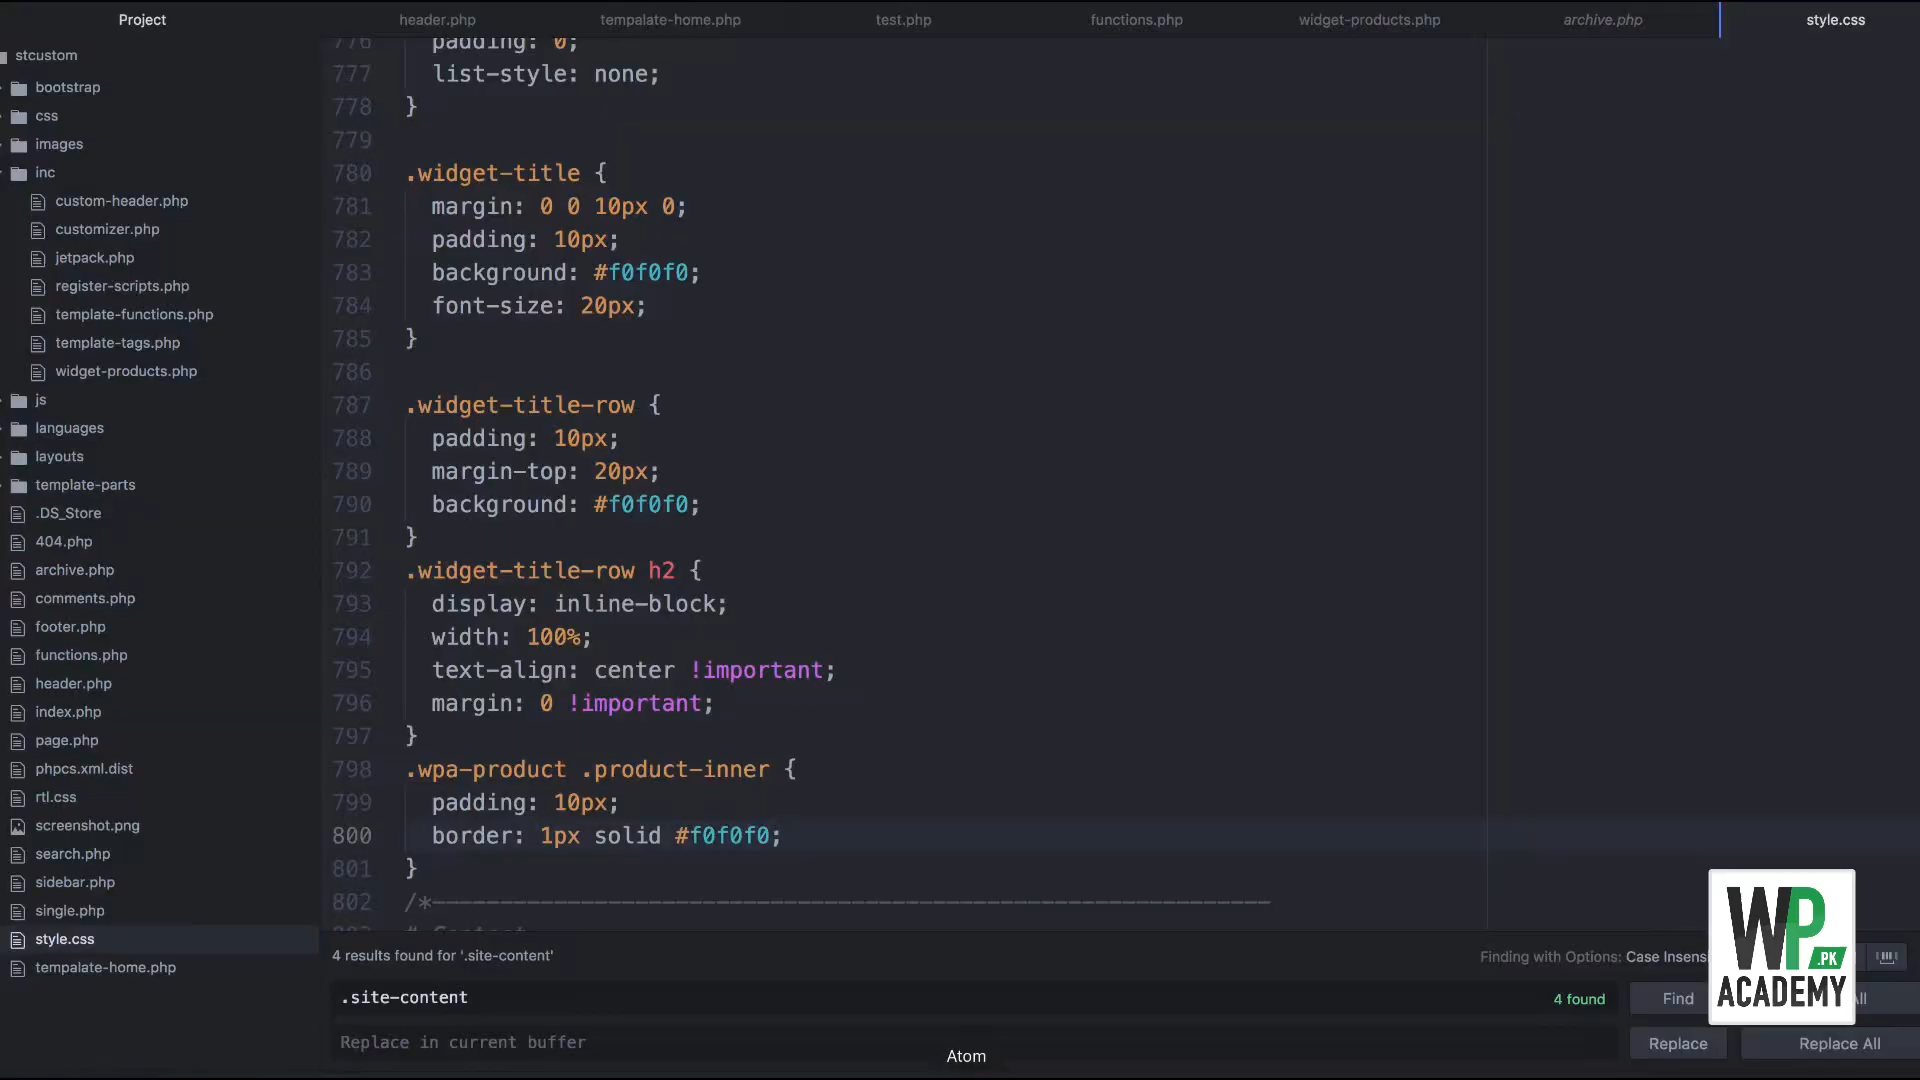 Project
header.php
tempalate-home.php
test.php
functions.php
widget-products.php
archive.php
style.css
stcustom
bootstrap
css
images
inc
custom-header.php
customizer.php
jetpack.php
register-scripts.php
template-functions.php
template-tags.php
widget-products.php
js
languages
layouts
template-parts
.DS_Store
404.php
archive.php
comments.php
footer.php
functions.php
header.php
index.php
page.php
phpcs.xml.dist
rtl.css
screenshot.png
search.php
sidebar.php
single.php
style.css
tempalate-home.php
776 padding: 0;
777 list-style: none;
778 }
779
780 .widget-title {
781 margin: 0 0 10px 0;
782 padding: 10px;
783 background: #f0f0f0;
784 font-size: 20px;
785 }
786
787 .widget-title-row {
788 padding: 10px;
789 margin-top: 20px;
790 background: #f0f0f0;
791 }
792 .widget-title-row h2 {
793 display: inline-block;
794 width: 100%;
795 text-align: center !important;
796 margin: 0 !important;
797 }
798 .wpa-product .product-inner {
799 padding: 10px;
800 border: 1px solid #f0f0f0;
801 }
802 /*--------------------------------------------------------------
4 results found for '.site-content'
Finding with Options: Case Insensi
.site-content
4 found
Find
All
Replace in current buffer
Replace
Replace All
Atom
WP
.PK
ACADEMY